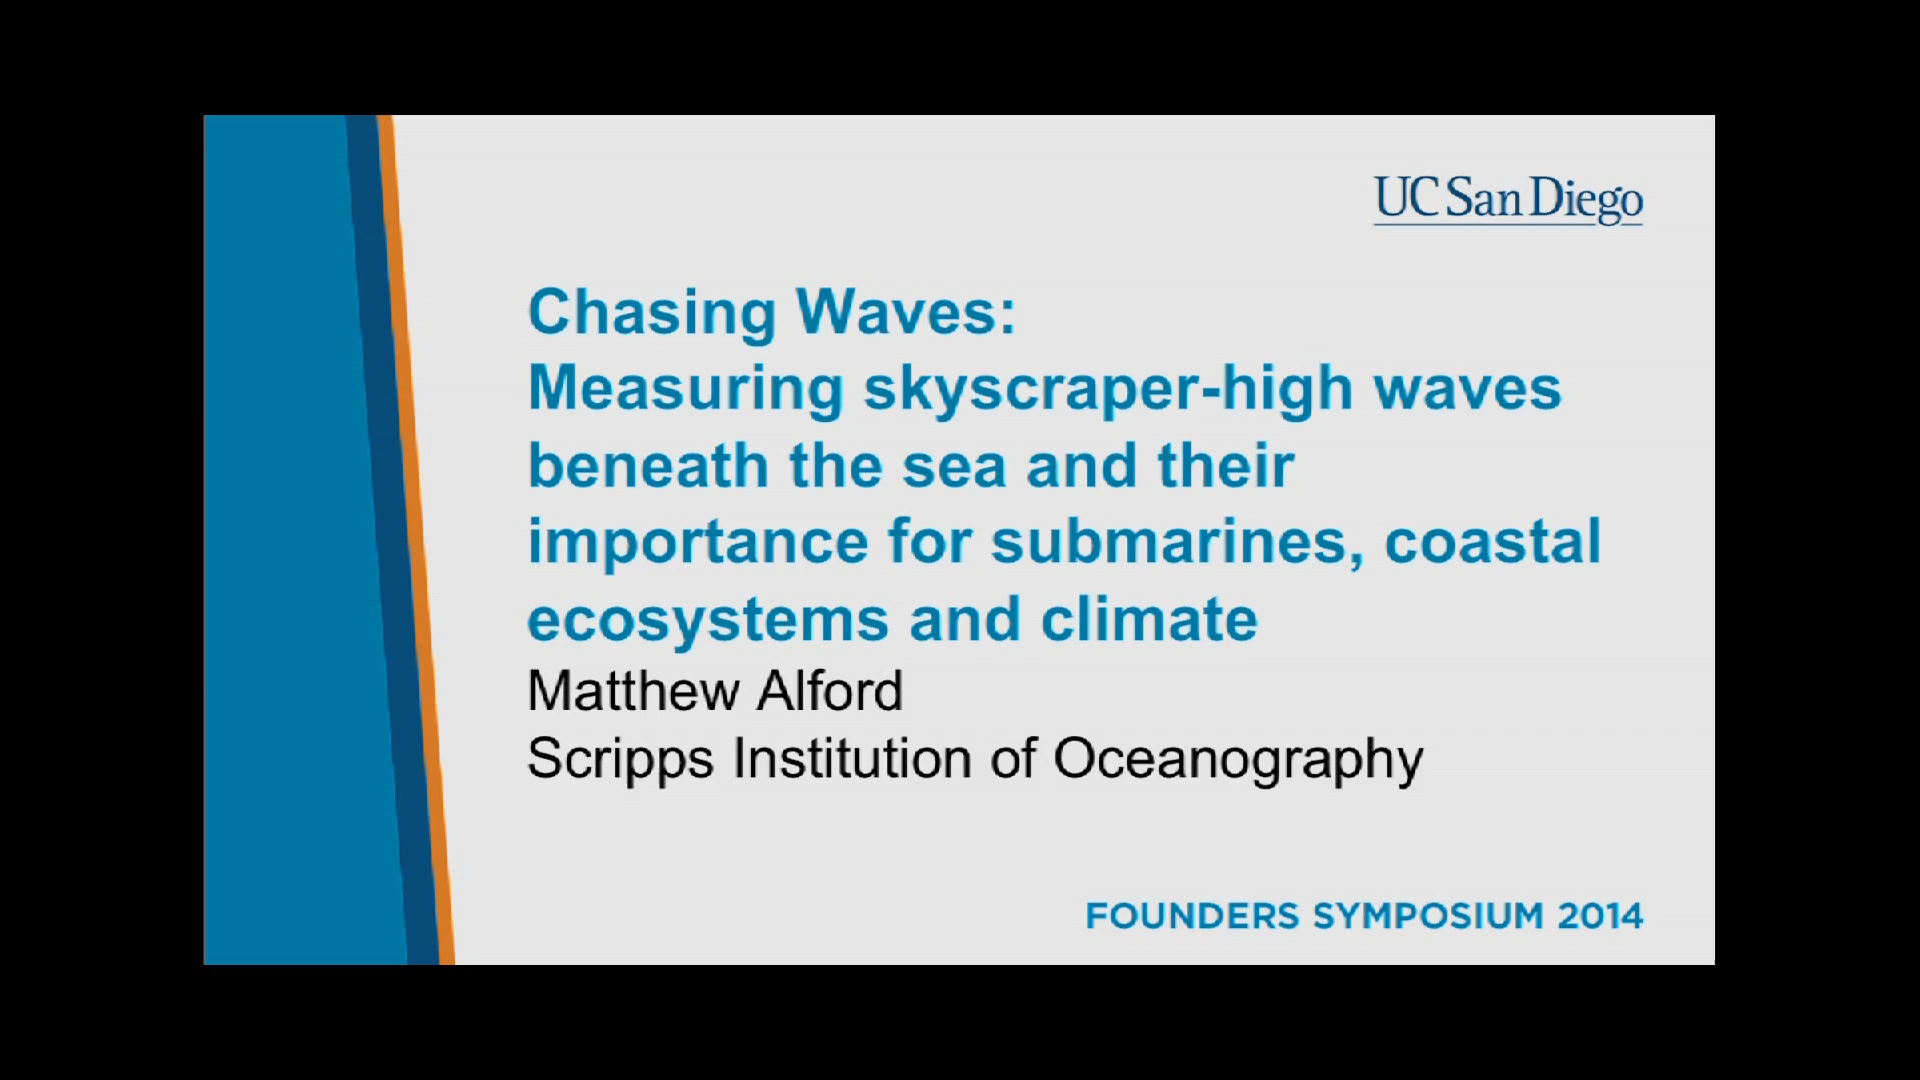 UC San Diego
Chasing Waves:
Measuring skyscraper-high waves
beneath the sea and their
importance for submarines, coastal
ecosystems and climate
Matthew Alford
Scripps Institution of Oceanography
FOUNDERS SYMPOSIUM 2014